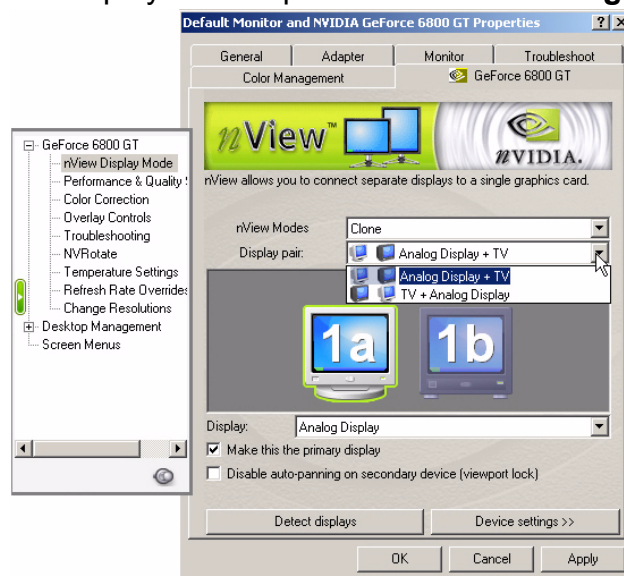 Default Monitor and NVIDIA GeForce 6800 GT Properties
General Adapter Monitor Troubleshoot
Color Management GeForce 6800 GT
nView™
NVIDIA.
nView allows you to connect separate displays to a single graphics card.
GeForce 6800 GT
nView Display Mode
Performance & Quality
Color Correction
Overlay Controls
Troubleshooting
NVRotate
Temperature Settings
Refresh Rate Overrides
Change Resolutions
Desktop Management
Screen Menus
nView Modes Clone
Display pair: Analog Display + TV
Analog Display + TV
TV + Analog Display
1a 1b
Display: Analog Display
Make this the primary display
Disable auto-panning on secondary device (viewport lock)
Detect displays Device settings >>
OK Cancel Apply